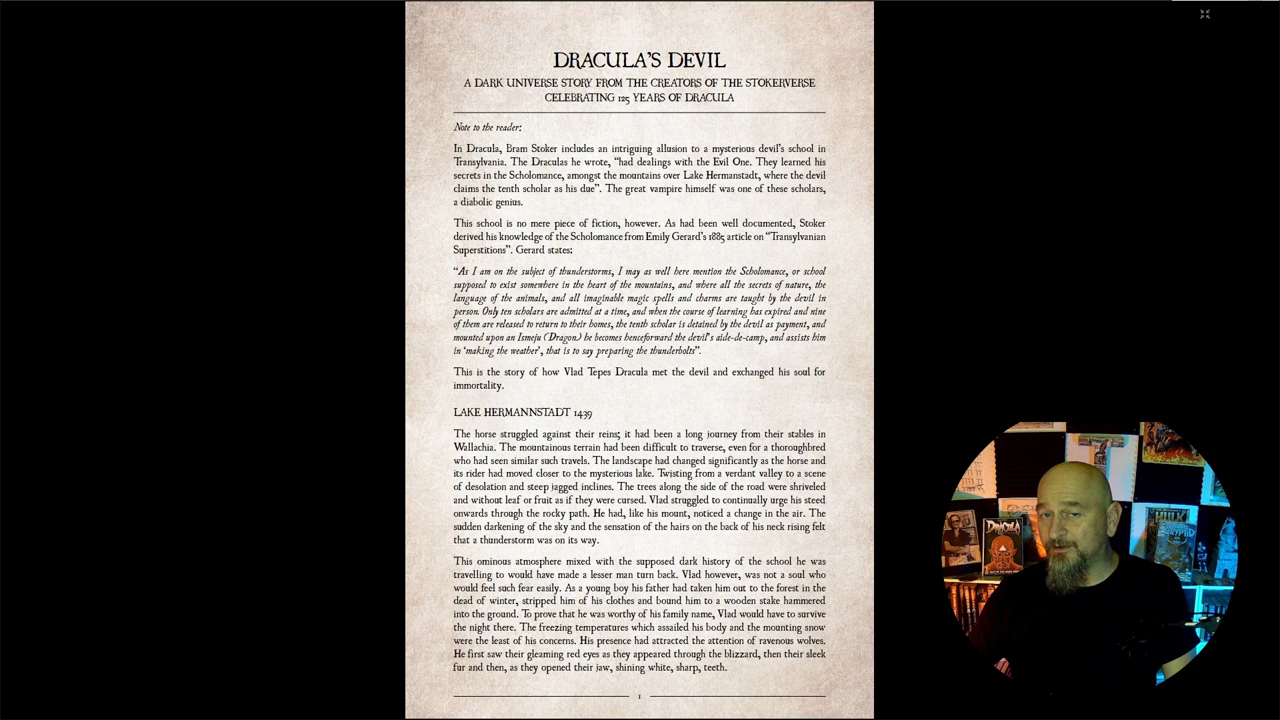 DRACULA'S DEVIL
A DARK UNIVERSE STORY FROM THE CREATORS OF THE STOKERVERSE
CELEBRATING 125 YEARS OF DRACULA
Note to the reader:
In Dracula, Bram Stoker includes an intriguing allusion to a mysterious devil's school in
Transylvania. The Draculas he wrote, "had dealings with the Evil One. They learned his
secrets in the Scholomance, amongst the mountains over Lake Hermanstadt, where the devil
claims the tenth scholar as his due". The great vampire himself was one of these scholars,
a diabolic genius.
This school is no mere piece of fiction, however. As had been well documented, Stoker
derived his knowledge of the Scholomance from Emily Gerard's 1885 article on "Transylvanian
Superstitions". Gerard states:
"As I am on the subject of thunderstorms, I may as well here mention the Scholomance, or school
supposed to exist somewhere in the heart of the mountains, and where all the secrets of nature, the
language of the animals, and all imaginable magic spells and charms are taught by the devil in
person. Only ten scholars are admitted at a time, and when the course of learning has expired and nine
of them are released to return to their homes, the tenth scholar is detained by the devil as payment, and
mounted upon an Ismeju (Dragon) he becomes henceforward the devil's aide-de-camp, and assists him
in 'making the weather', that is to say preparing the thunderbolts".
This is the story of how Vlad Tepes Dracula met the devil and exchanged his soul for
immortality.
LAKE HERMANNSTADT 1439
The horse struggled against their reins; it had been a long journey from their stables in
Wallachia. The mountainous terrain had been difficult to traverse, even for a thoroughbred
who had seen similar such travels. The landscape had changed significantly as the horse and
its rider had moved closer to the mysterious lake. Twisting from a verdant valley to a scene
of desolation and steep jagged inclines. The trees along the side of the road were shriveled
and without leaf or fruit as if they were cursed. Vlad struggled to continually urge his steed
onwards through the rocky path. He had, like his mount, noticed a change in the air. The
sudden darkening of the sky and the sensation of the hairs on the back of his neck rising felt
that a thunderstorm was on its way.
This ominous atmosphere mixed with the supposed dark history of the school he was
travelling to would have made a lesser man turn back. Vlad however, was not a soul who
would feel such fear easily. As a young boy his father had taken him out to the forest in the
dead of winter, stripped him of his clothes and bound him to a wooden stake hammered
into the ground. To prove that he was worthy of his family name, Vlad would have to survive
the night there. The freezing temperatures which assailed his body and the mounting snow
were the least of his concerns. His presence had attracted the attention of ravenous wolves.
He first saw their gleaming red eyes as they appeared through the blizzard, then their sleek
fur and then, as they opened their jaw, shining white, sharp, teeth.
1
DRACULA
HULK